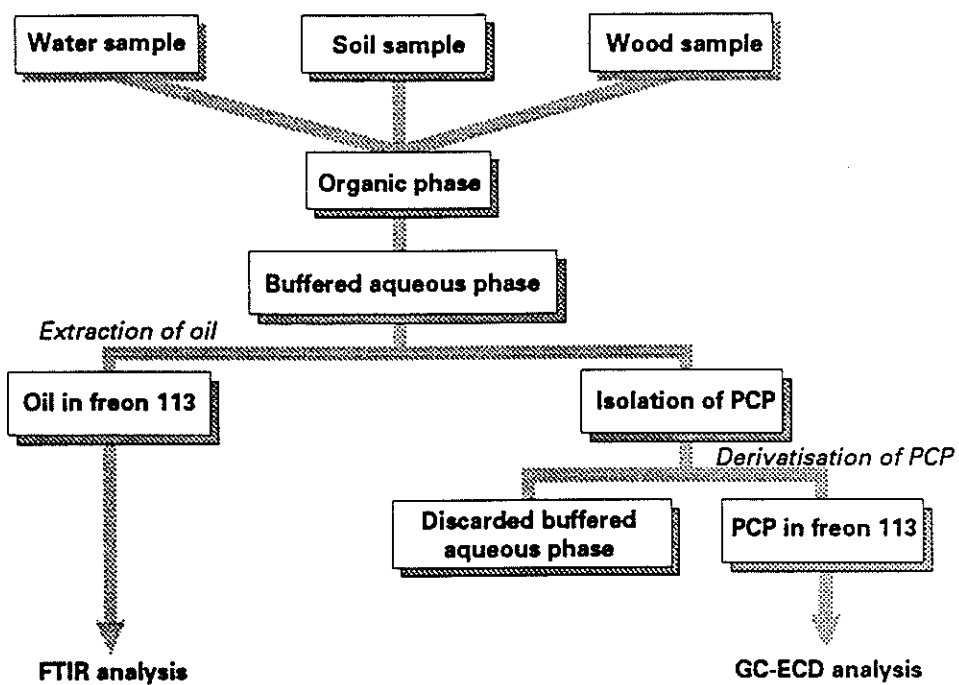 Water sample
Soil sample
Wood sample
Organic phase
Buffered aqueous phase
Extraction of oil
Oil in freon 113
Isolation of PCP
Derivatisation of PCP
Discarded buffered
aqueous phase
PCP in freon 113
FTIR analysis
GC-ECD analysis